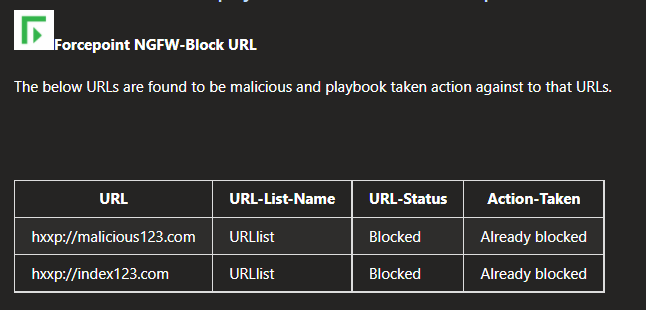 Forcepoint NGFW-Block URL
The below URLs are found to be malicious and playbook taken action against to that URLs.
URL URL-List-Name URL-Status Action-Taken
hxxp://malicious123.com URLlist Blocked Already blocked
hxxp://index123.com URLlist Blocked Already blocked